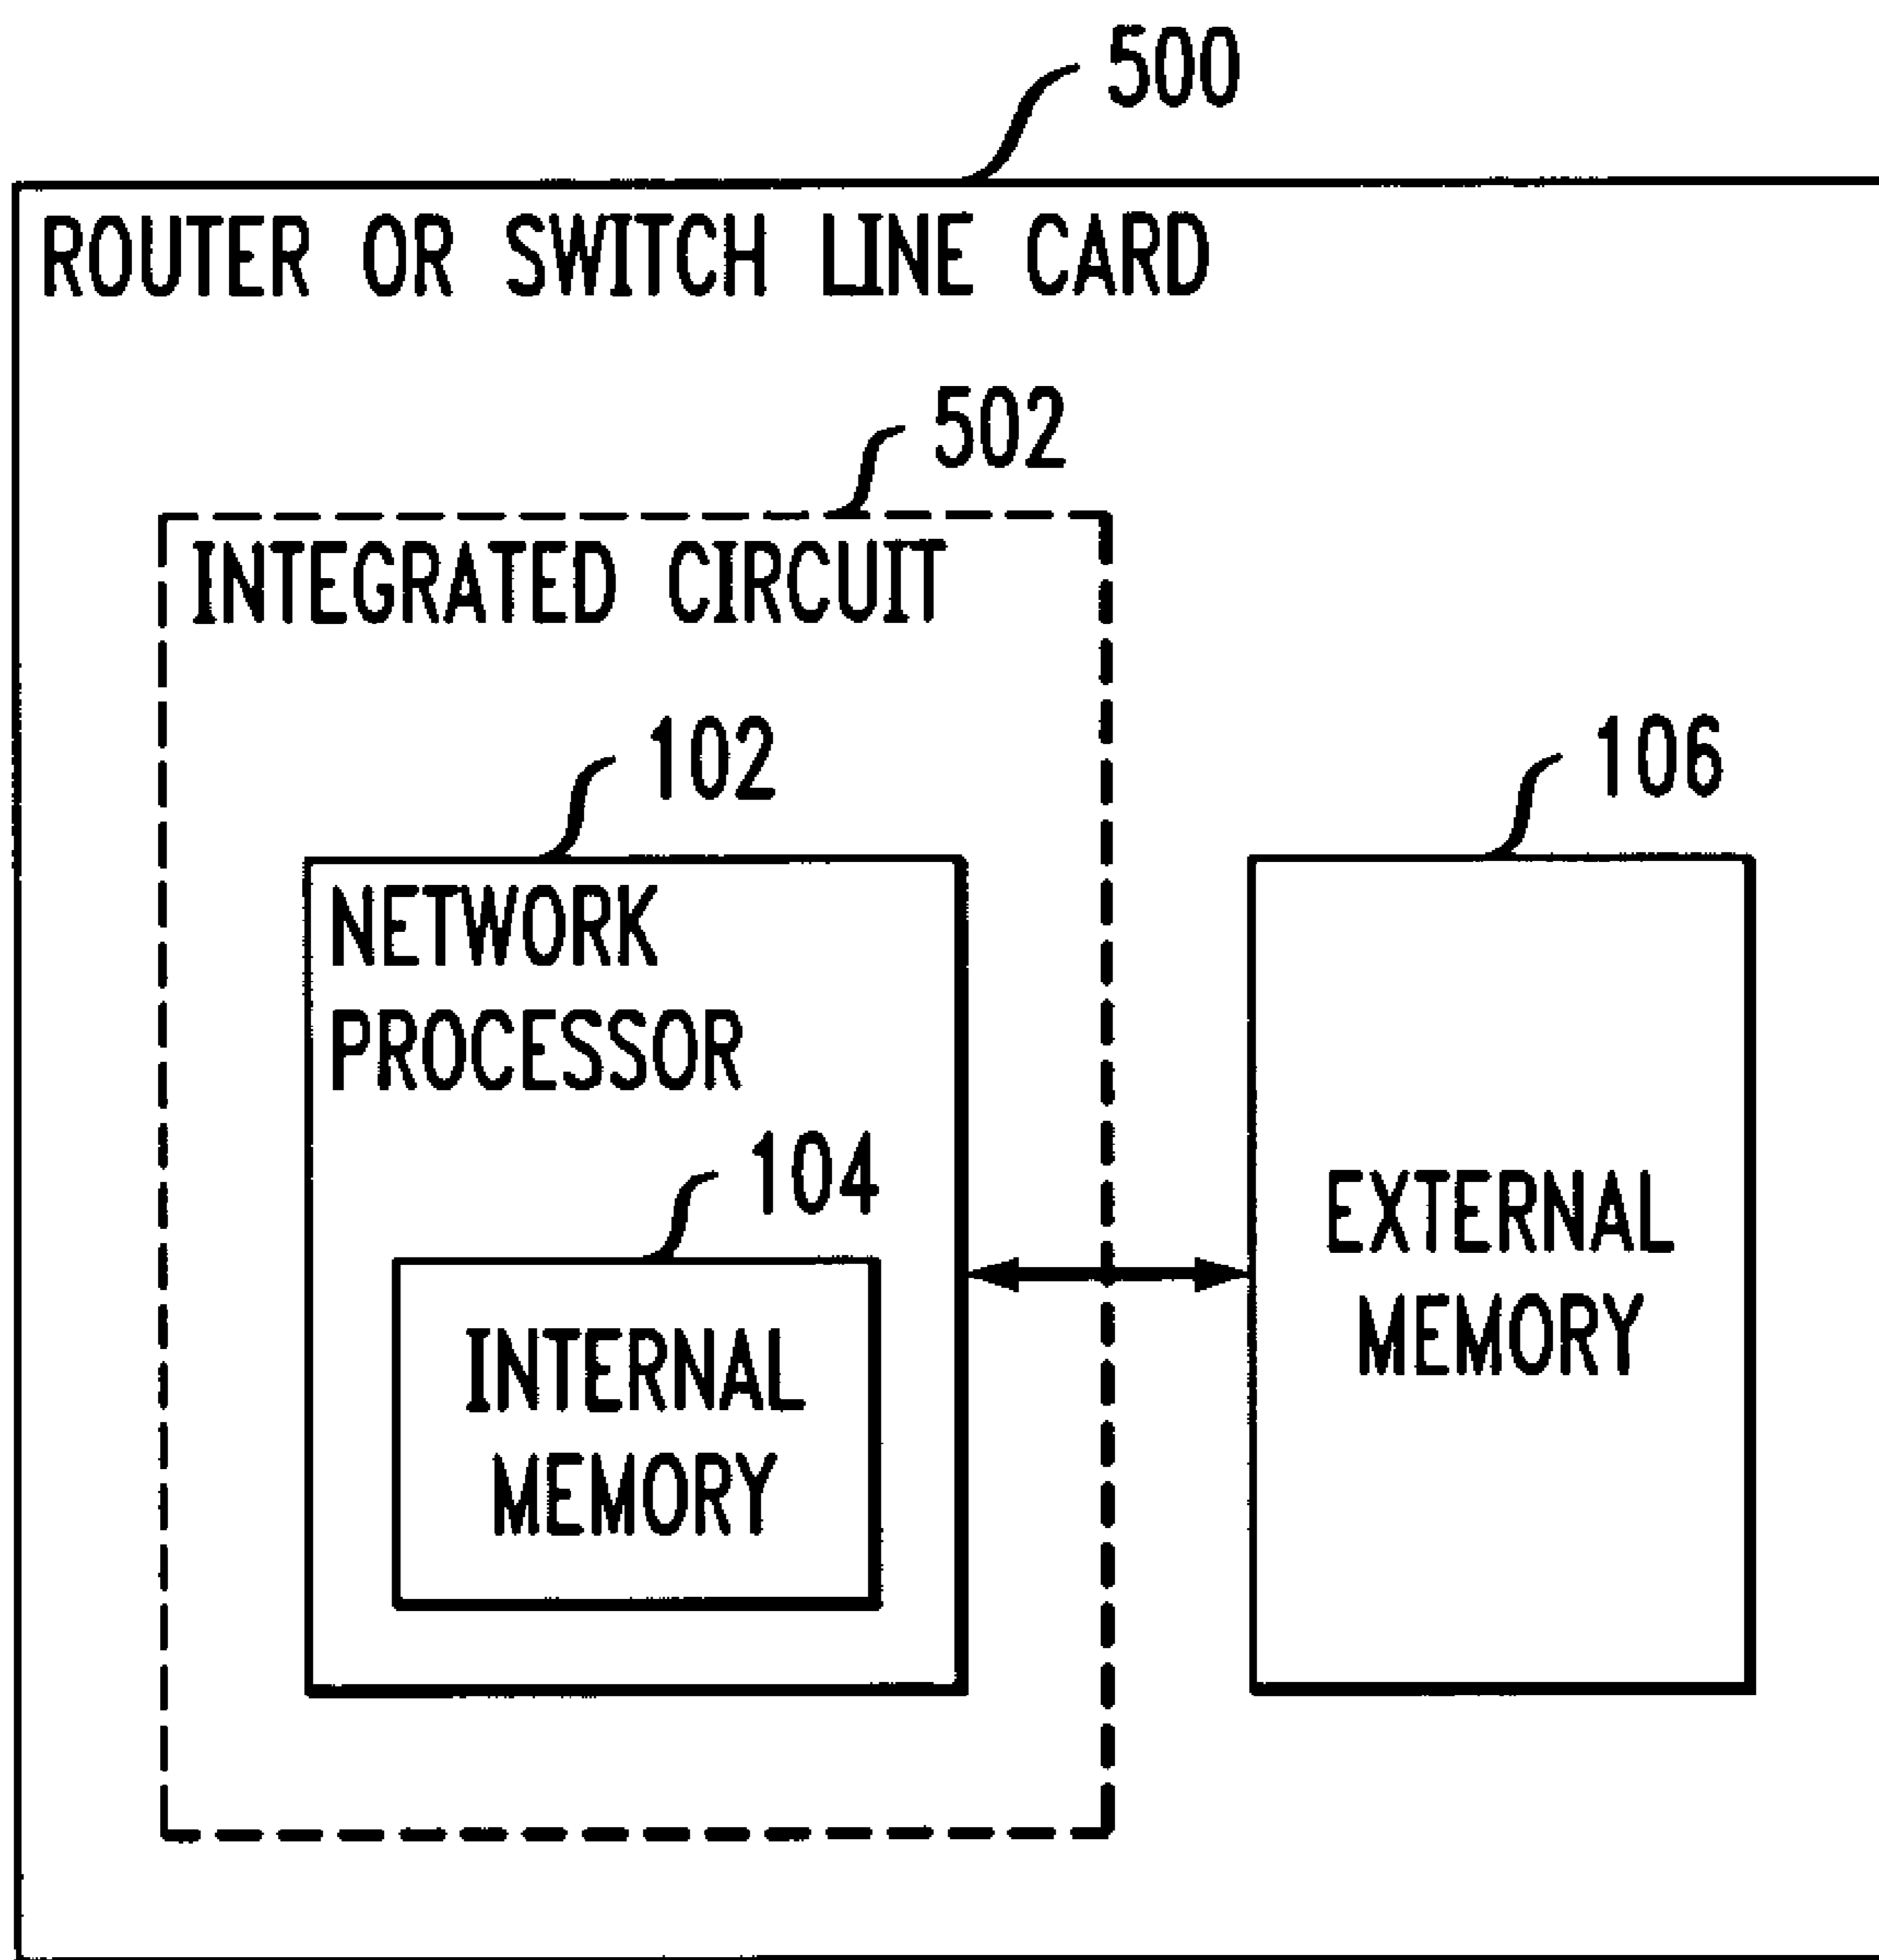 500
ROUTER OR SWITCH LINE CARD
502
INTEGRATED CIRCUIT
102
106
NETWORK
PROCESSOR
104
EXTERNAL
MEMORY
INTERNAL
MEMORY